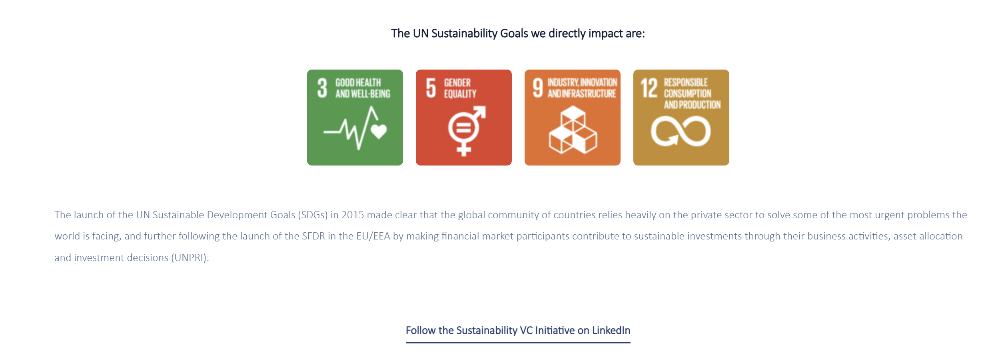 The UN Sustainability Goals we directly impact are:
3 GOOD HEALTH
AND WELL-BEING
5 GENDER
EQUALITY
9 INDUSTRY, INNOVATION
AND INFRASTRUCTURE
12 RESPONSIBLE
CONSUMPTION
AND PRODUCTION
The launch of the UN Sustainable Development Goals (SDGs) in 2015 made clear that the global community of countries relies heavily on the private sector to solve some of the most urgent problems the
world is facing, and further following the launch of the SFDR in the EU/EEA by making financial market participants contribute to sustainable investments through their business activities, asset allocation
and investment decisions (UNPRI).
Follow the Sustainability VC Initiative on LinkedIn